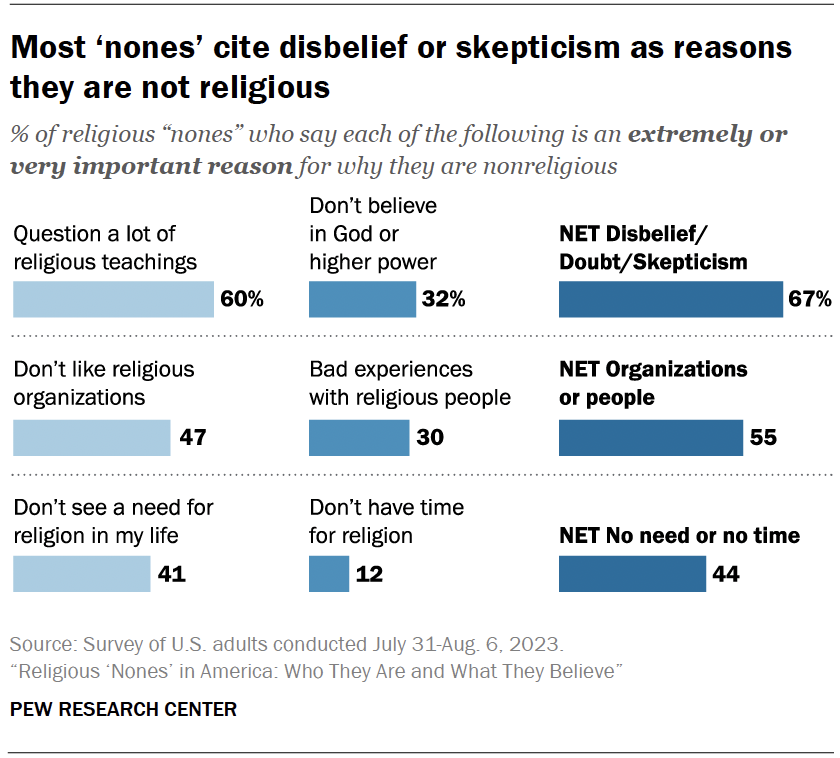 Most ‘nones’ cite disbelief or skepticism as reasons
they are not religious
% of religious “nones” who say each of the following is an extremely or
very important reason for why they are nonreligious
Question a lot of
religious teachings
60%
Don’t believe
in God or
higher power
32%
NET Disbelief/
Doubt/Skepticism
67%
Don’t like religious
organizations
47
Bad experiences
with religious people
30
NET Organizations
or people
55
Don’t see a need for
religion in my life
41
Don’t have time
for religion
12
NET No need or no time
44
Source: Survey of U.S. adults conducted July 31-Aug. 6, 2023.
“Religious ‘Nones’ in America: Who They Are and What They Believe”
PEW RESEARCH CENTER